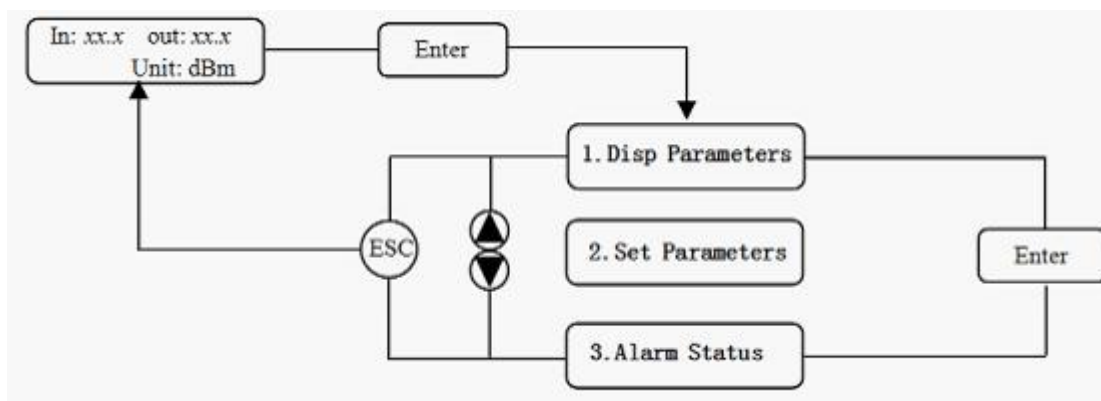 In: xx.x out: xx.x
Unit: dBm
Enter
1.Disp Parameters
ESC
2.Set Parameters
Enter
3.Alarm Status